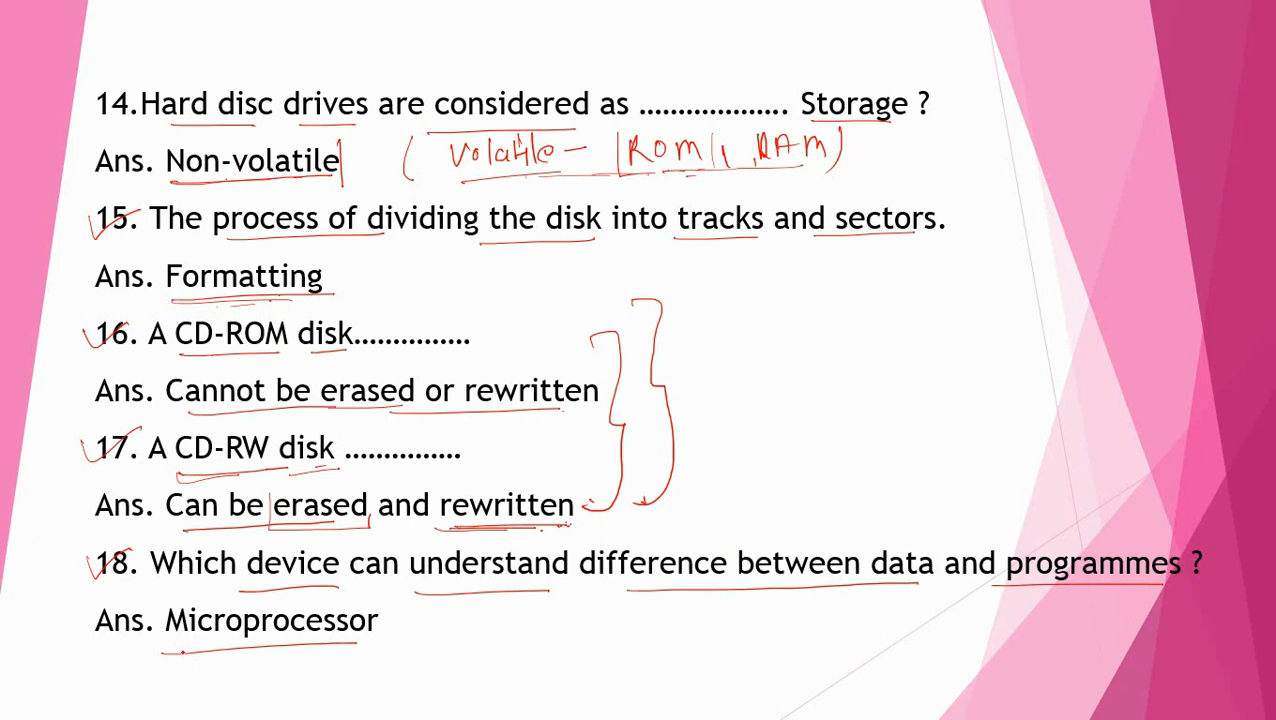 14.Hard disc drives are considered as ................... Storage ?
Ans. Non-volatile (Volatile - ROM, RAM)
15. The process of dividing the disk into tracks and sectors.
Ans. Formatting
16. A CD-ROM disk...............
Ans. Cannot be erased or rewritten
17. A CD-RW disk ...............
Ans. Can be erased and rewritten
18. Which device can understand difference between data and programmes ?
Ans. Microprocessor